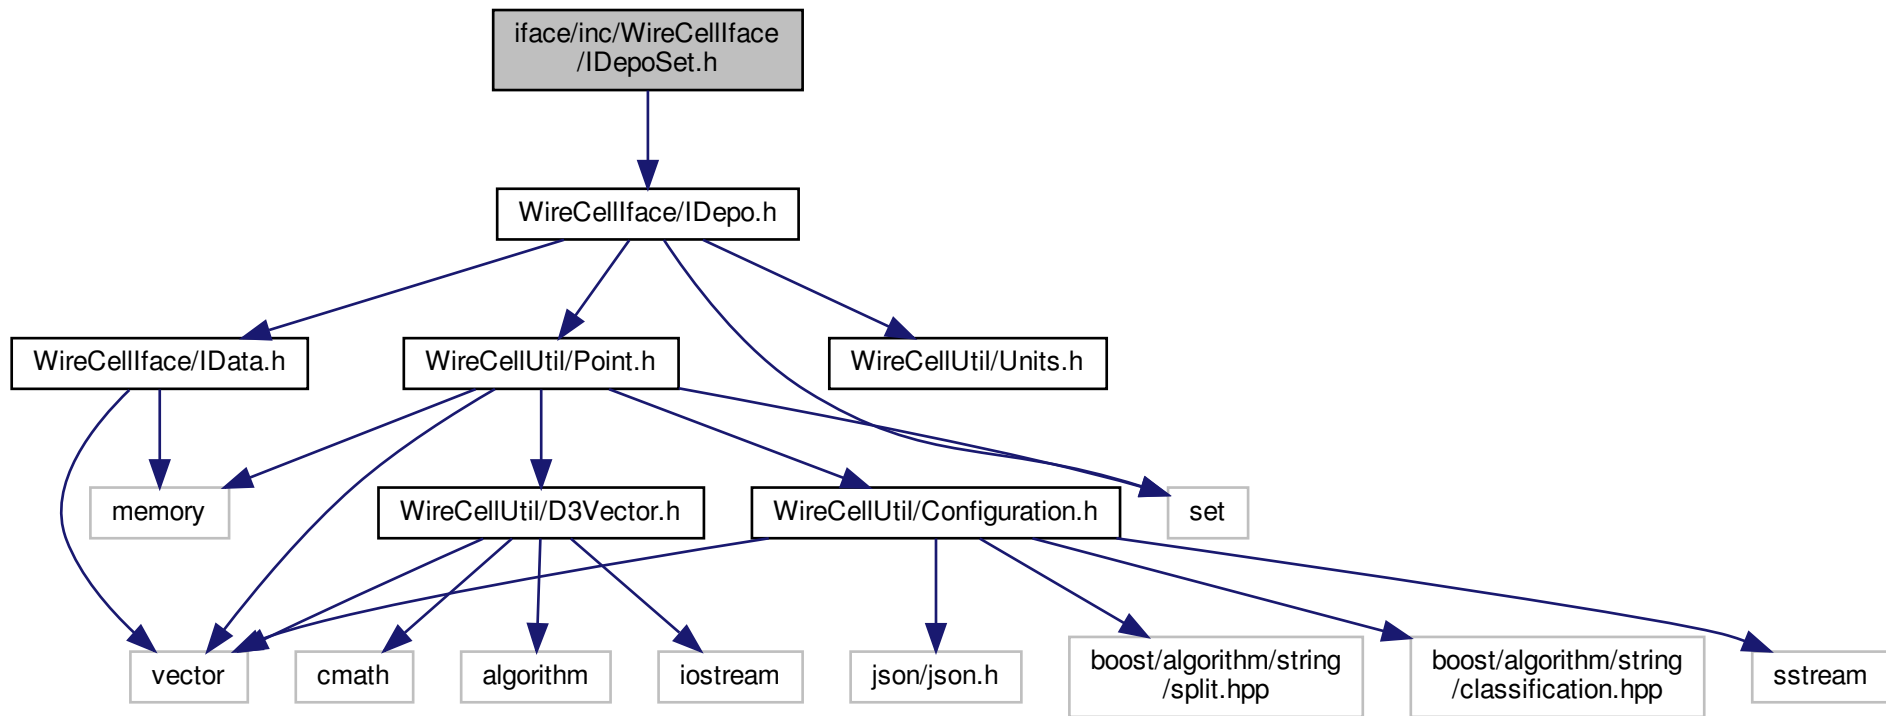 iface/inc/WireCellIface
/IDepoSet.h
WireCellIface/IDepo.h
WireCellIface/IData.h
WireCellUtil/Point.h
WireCellUtil/Units.h
memory
WireCellUtil/D3Vector.h
WireCellUtil/Configuration.h
set
vector
cmath
algorithm
iostream
json/json.h
boost/algorithm/string
/split.hpp
boost/algorithm/string
/classification.hpp
sstream